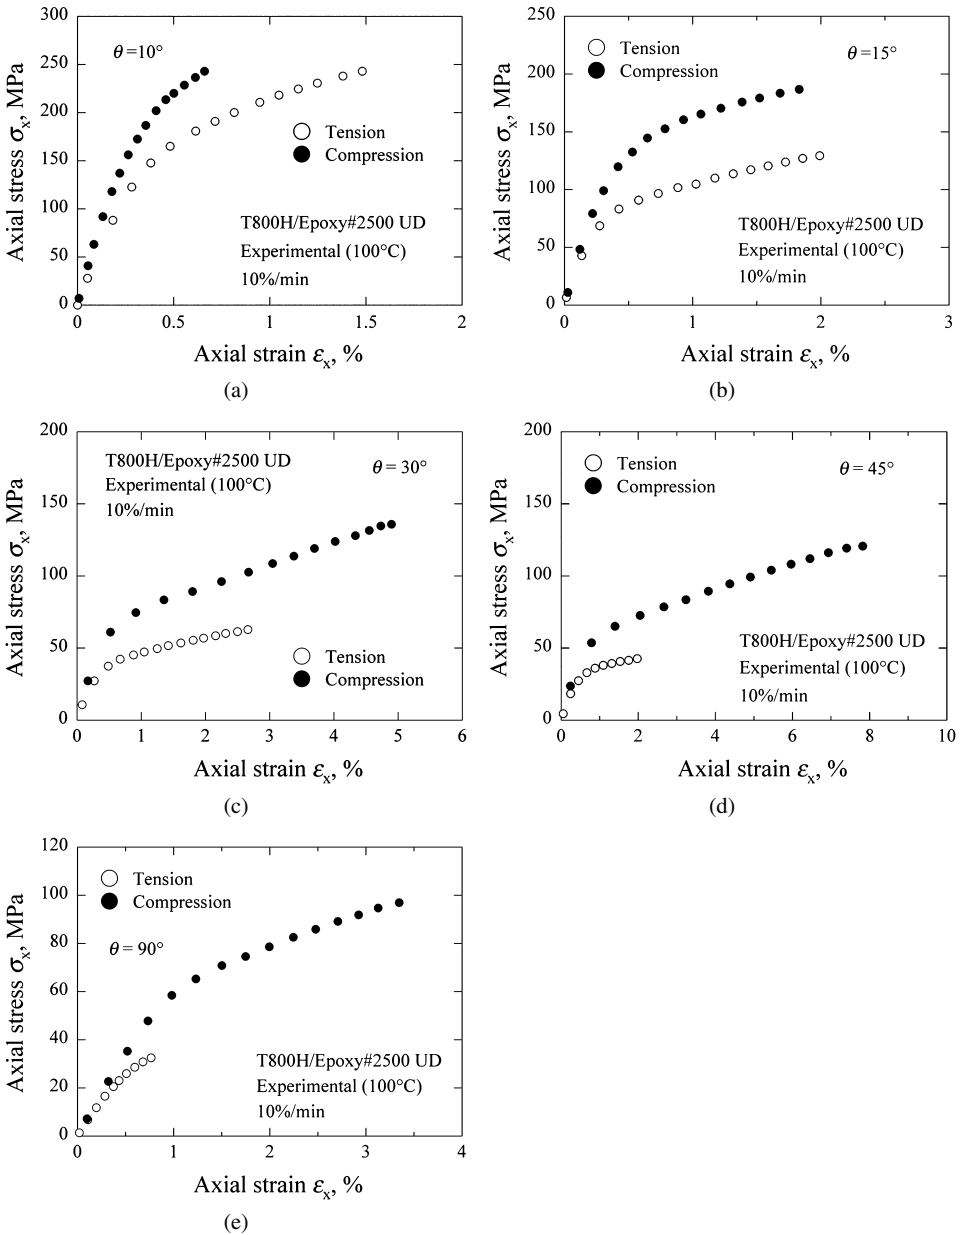 300
250
200
150
100
50
0
0
0.5
1
1.5
2
Axial stress σx, MPa
θ = 10°
Tension
Compression
T800H/Epoxy#2500 UD
Experimental (100°C)
10%/min
Axial strain εx, %
(a)
250
200
150
100
50
0
0
1
2
3
Axial stress σx, MPa
Tension
Compression
θ = 15°
T800H/Epoxy#2500 UD
Experimental (100°C)
10%/min
Axial strain εx, %
(b)
200
150
100
50
0
0
1
2
3
4
5
6
Axial stress σx, MPa
T800H/Epoxy#2500 UD
Experimental (100°C)
10%/min
θ = 30°
Tension
Compression
Axial strain εx, %
(c)
200
150
100
50
0
0
2
4
6
8
10
Axial stress σx, MPa
Tension
Compression
θ = 45°
T800H/Epoxy#2500 UD
Experimental (100°C)
10%/min
Axial strain εx, %
(d)
120
100
80
60
40
20
0
0
1
2
3
4
Axial stress σx, MPa
Tension
Compression
θ = 90°
T800H/Epoxy#2500 UD
Experimental (100°C)
10%/min
Axial strain εx, %
(e)